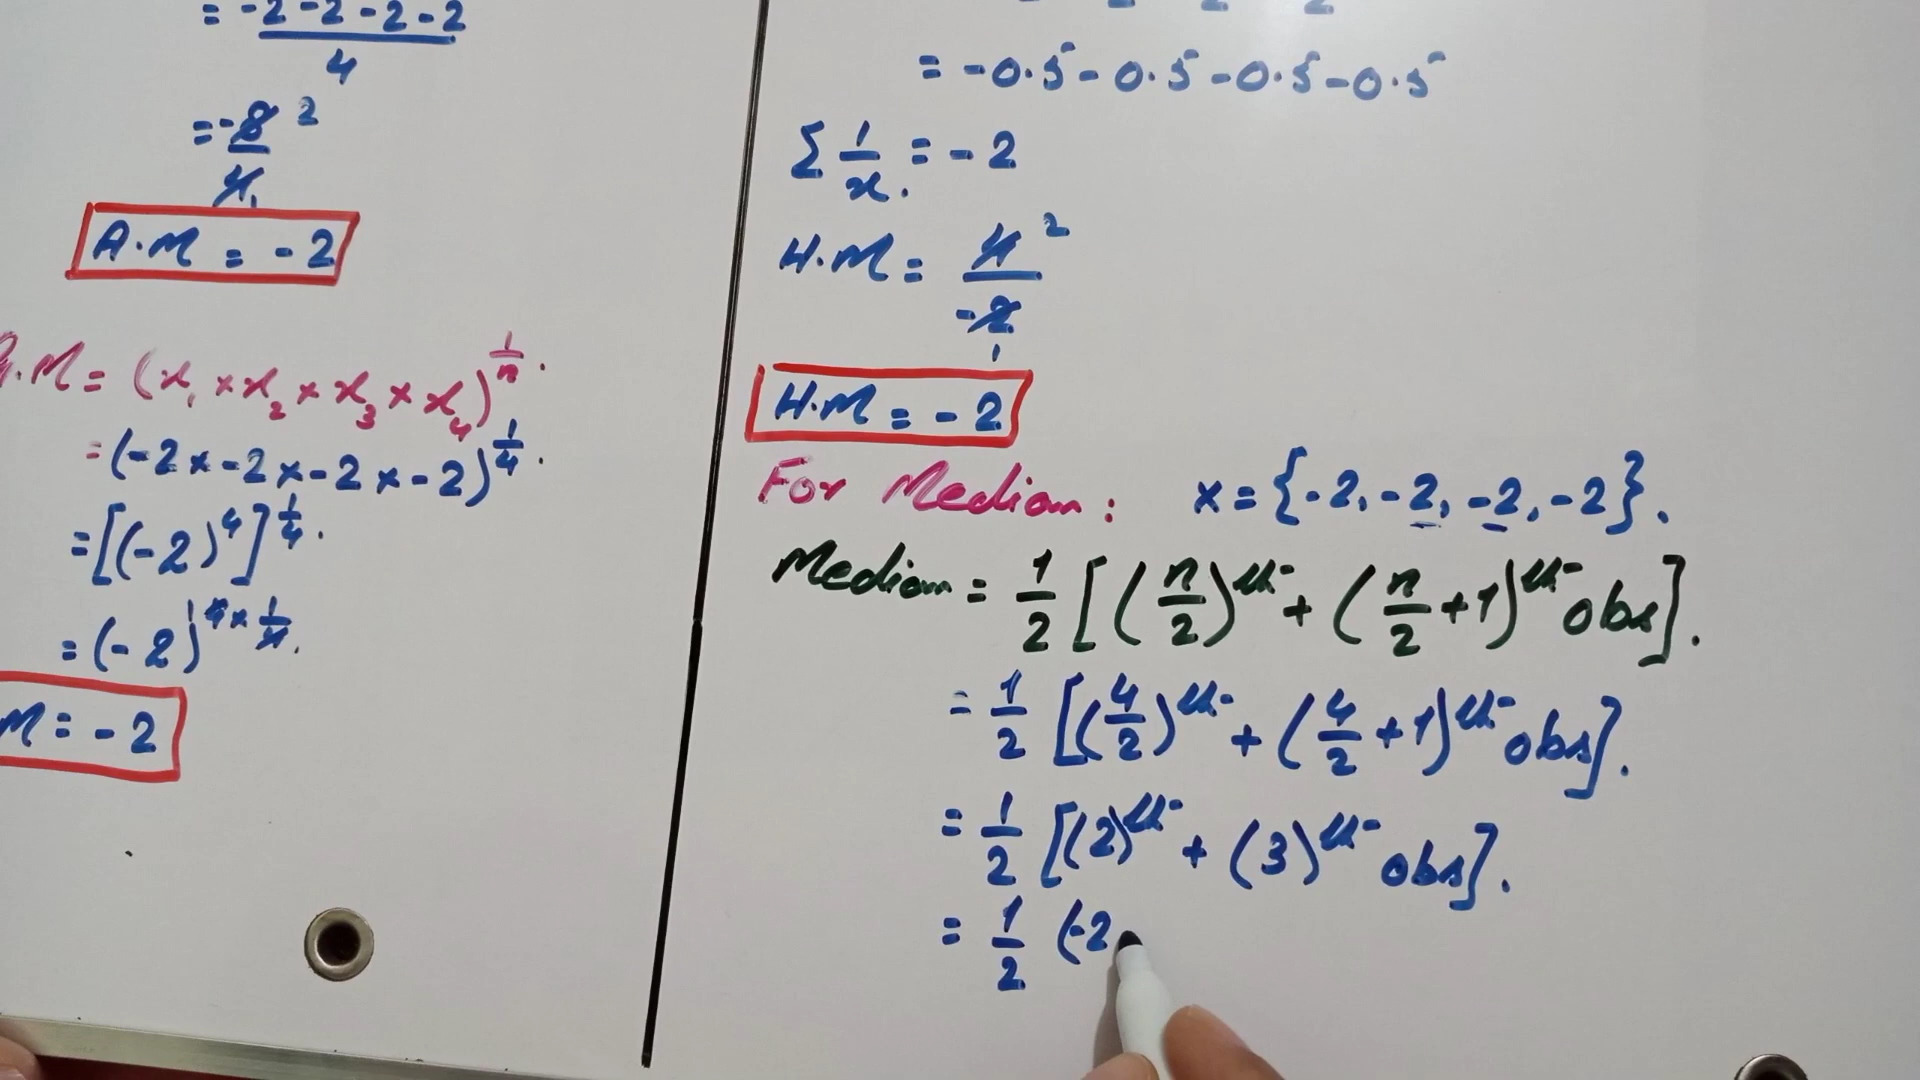 = -2-2-2-2
4
= -8 2
4 1
A.M = -2
G.M = (x₁ × x₂ × x₃ × x₄)^(1/n).
= (-2 × -2 × -2 × -2)^(1/4).
= [(-2)^4]^(1/4).
= (-2)^(4 × 1/4).
M = -2
= -0.5 - 0.5 - 0.5 - 0.5
Σ 1/x. = -2
H.M = 4 2
-2
1
H.M = -2
For Median: x = {-2, -2, -2, -2}.
Median = 1/2 [(n/2)th + (n/2 + 1)th obs].
= 1/2 [(4/2)th + (4/2 + 1)th obs].
= 1/2 [(2)th + (3)th obs].
= 1/2 (-2